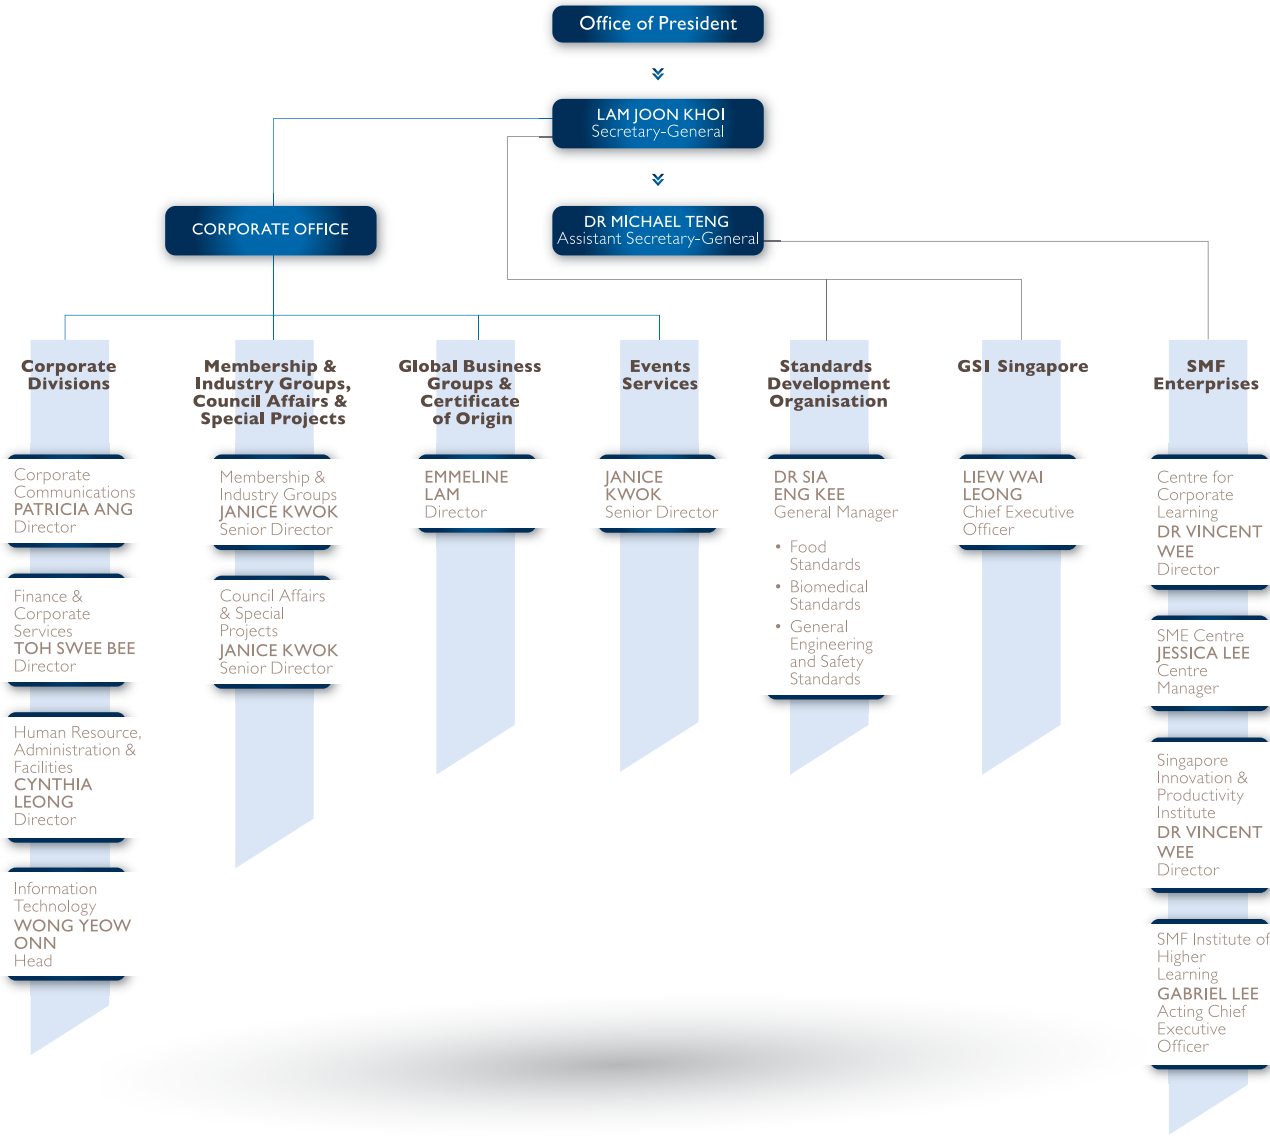 Office of President
LAM JOON KHOI
Secretary-General
DR MICHAEL TENG
Assistant Secretary-General
CORPORATE OFFICE
Corporate
Divisions
Corporate
Communications
PATRICIA ANG
Director
Finance &
Corporate
Services
TOH SWEE BEE
Director
Human Resource,
Administration &
Facilities
CYNTHIA
LEONG
Director
Information
Technology
WONG YEOW
ONN
Head
Membership &
Industry Groups,
Council Affairs &
Special Projects
Membership &
Industry Groups
JANICE KWOK
Senior Director
Council Affairs
& Special
Projects
JANICE KWOK
Senior Director
Global Business
Groups &
Certificate
of Origin
EMMELINE
LAM
Director
Events
Services
JANICE
KWOK
Senior Director
Standards
Development
Organisation
DR SIA
ENG KEE
General Manager
• Food
Standards
• Biomedical
Standards
• General
Engineering
and Safety
Standards
GS1 Singapore
LIEW WAI
LEONG
Chief Executive
Officer
SMF
Enterprises
Centre for
Corporate
Learning
DR VINCENT
WEE
Director
SME Centre
JESSICA LEE
Centre
Manager
Singapore
Innovation &
Productivity
Institute
DR VINCENT
WEE
Director
SMF Institute of
Higher
Learning
GABRIEL LEE
Acting Chief
Executive
Officer